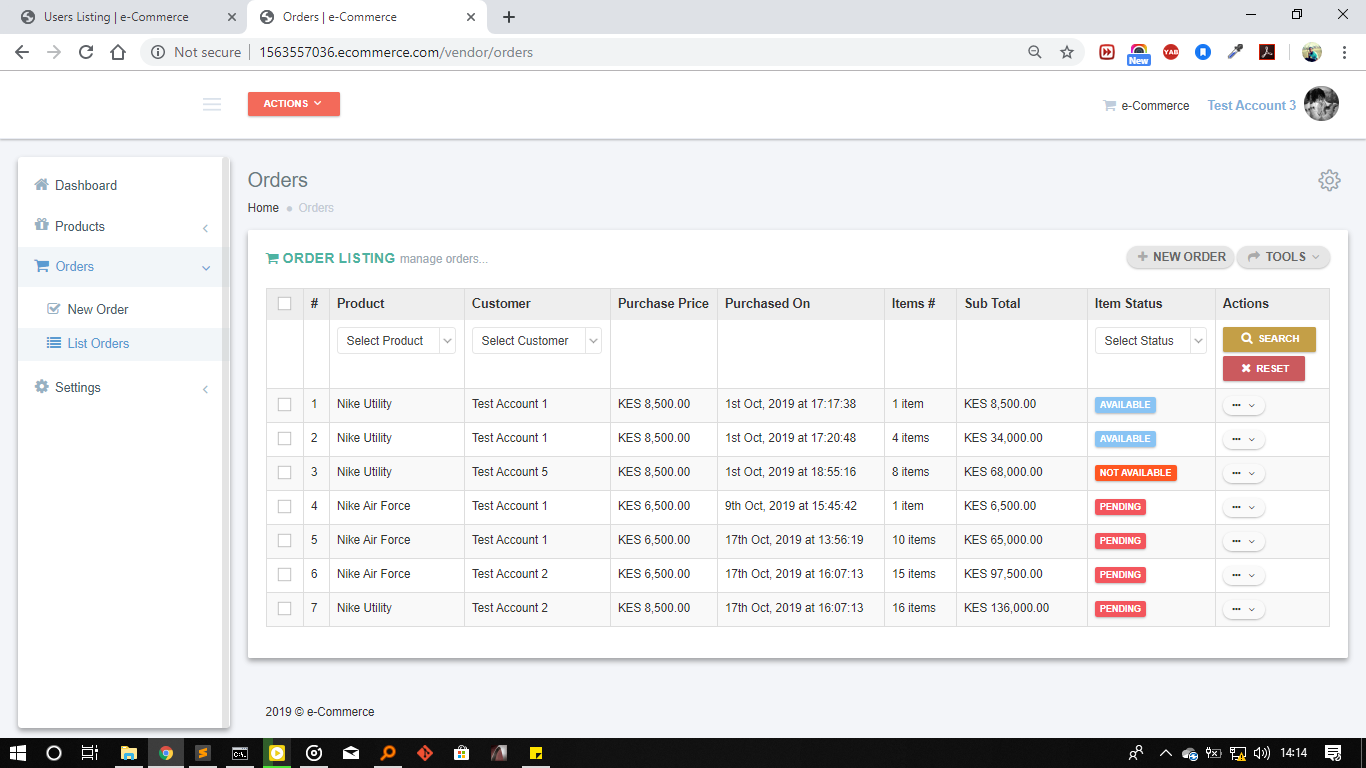 Users Listing | e-Commerce
Orders | e-Commerce
Not secure
1563557036.ecommerce.com/vendor/orders
YAB
New
ACTIONS
e-Commerce
Test Account 3
Dashboard
Products
Orders
New Order
List Orders
Settings
Orders
Home
Orders
ORDER LISTING manage orders...
NEW ORDER
TOOLS
# Product Customer Purchase Price Purchased On Items # Sub Total Item Status Actions
Select Product Select Customer Select Status SEARCH
RESET
1 Nike Utility Test Account 1 KES 8,500.00 1st Oct, 2019 at 17:17:38 1 item KES 8,500.00 AVAILABLE
2 Nike Utility Test Account 1 KES 8,500.00 1st Oct, 2019 at 17:20:48 4 items KES 34,000.00 AVAILABLE
3 Nike Utility Test Account 5 KES 8,500.00 1st Oct, 2019 at 18:55:16 8 items KES 68,000.00 NOT AVAILABLE
4 Nike Air Force Test Account 1 KES 6,500.00 9th Oct, 2019 at 15:45:42 1 item KES 6,500.00 PENDING
5 Nike Air Force Test Account 1 KES 6,500.00 17th Oct, 2019 at 13:56:19 10 items KES 65,000.00 PENDING
6 Nike Air Force Test Account 2 KES 6,500.00 17th Oct, 2019 at 16:07:13 15 items KES 97,500.00 PENDING
7 Nike Utility Test Account 2 KES 8,500.00 17th Oct, 2019 at 16:07:13 16 items KES 136,000.00 PENDING
2019 © e-Commerce
14:14